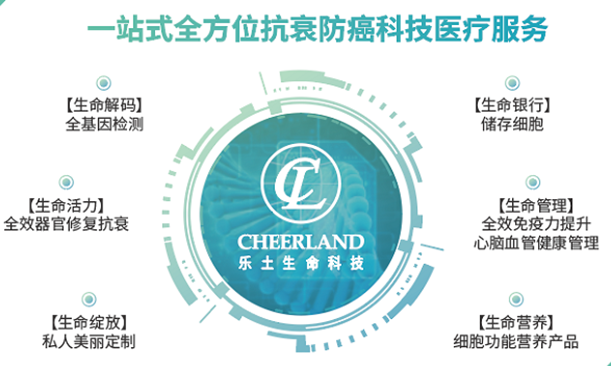 一站式全方位抗衰防癌科技医疗服务
【生命解码】
全基因检测
【生命银行】
储存细胞
【生命活力】
全效器官修复抗衰
【生命管理】
全效免疫力提升
心脑血管健康管理
CL
CHEERLAND
乐土生命科技
【生命绽放】
私人美丽定制
【生命营养】
细胞功能营养产品